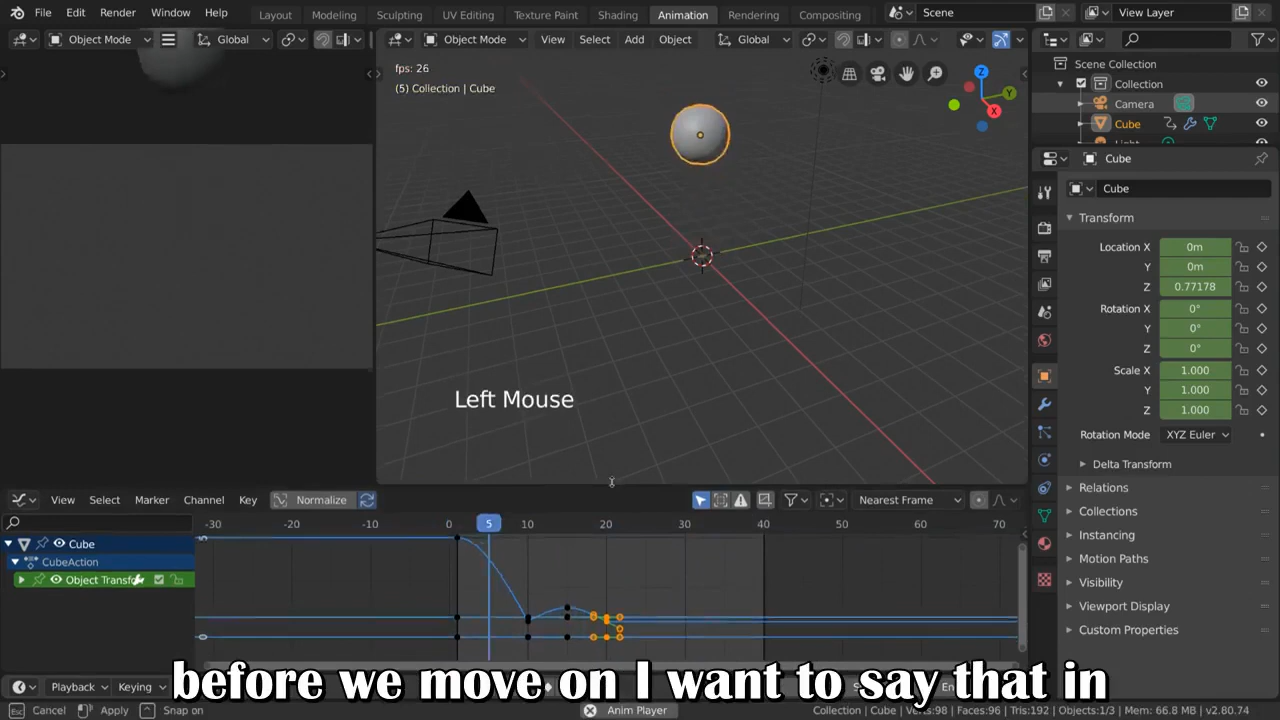 File Edit Render Window Help Layout Modeling Sculpting UV Editing Texture Paint Shading Animation Rendering Compositing Scene View Layer
Object Mode Global
Object Mode View Select Add Object Global
fps: 26
(5) Collection | Cube
Z
Y
X
Left Mouse
Scene Collection
Collection
Camera
Cube
Cube
Cube
Transform
Location X 0m
Y 0m
Z 0.77178
Rotation X 0°
Y 0°
Z 0°
Scale X 1.000
Y 1.000
Z 1.000
Rotation Mode XYZ Euler
Delta Transform
Relations
Collections
Instancing
Motion Paths
Visibility
Viewport Display
Custom Properties
View Select Marker Channel Key Normalize Nearest Frame
-30 -20 -10 0 5 10 20 30 40 50 60 70
Cube
CubeAction
Object Transfo
before we move on I want to say that in
Playback Keying
Cancel Apply Snap on Anim Player Collection | Cube | Verts:98 | Faces:96 | Tris:192 | Objects:1/3 | Mem: 66.8 MB | v2.80.74